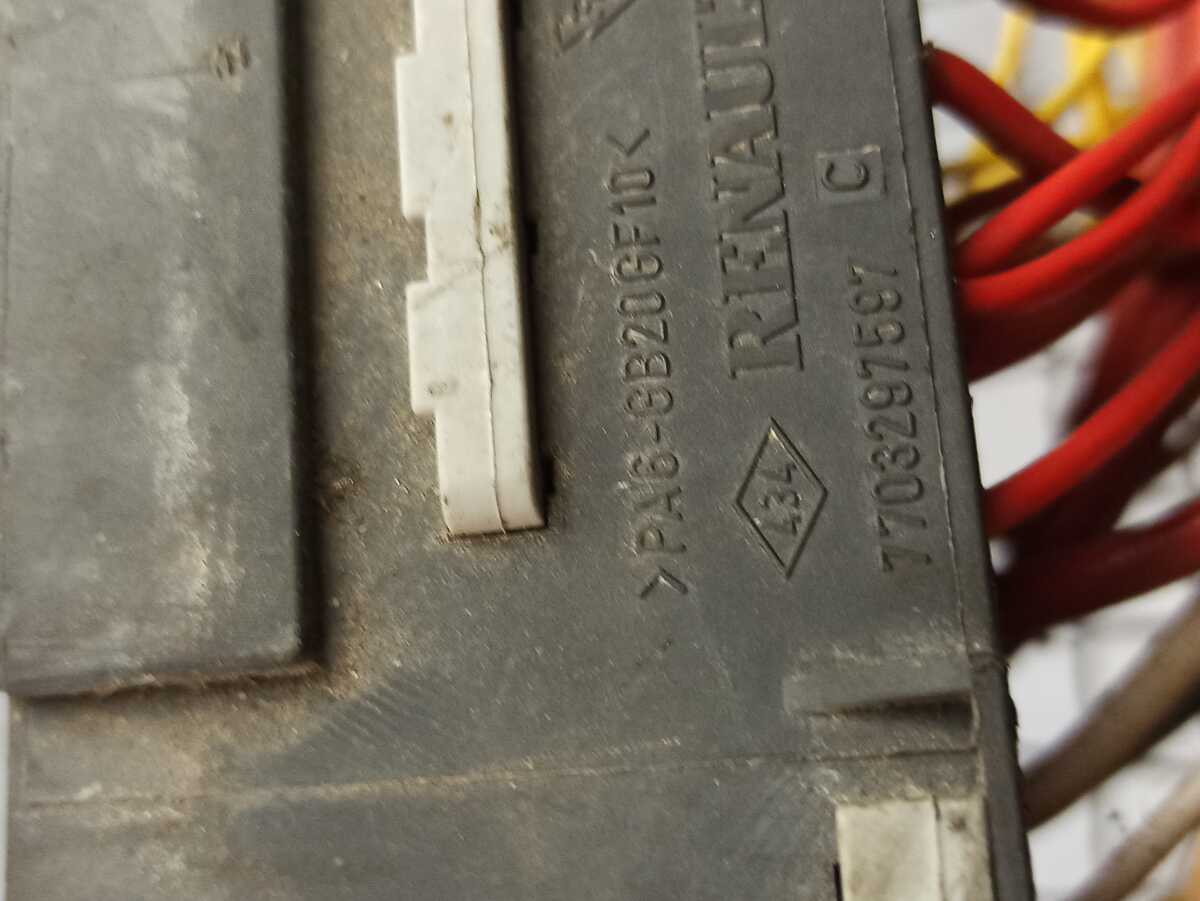 >PA6-GB20GF10<
RENAULT
434
7703297597 C